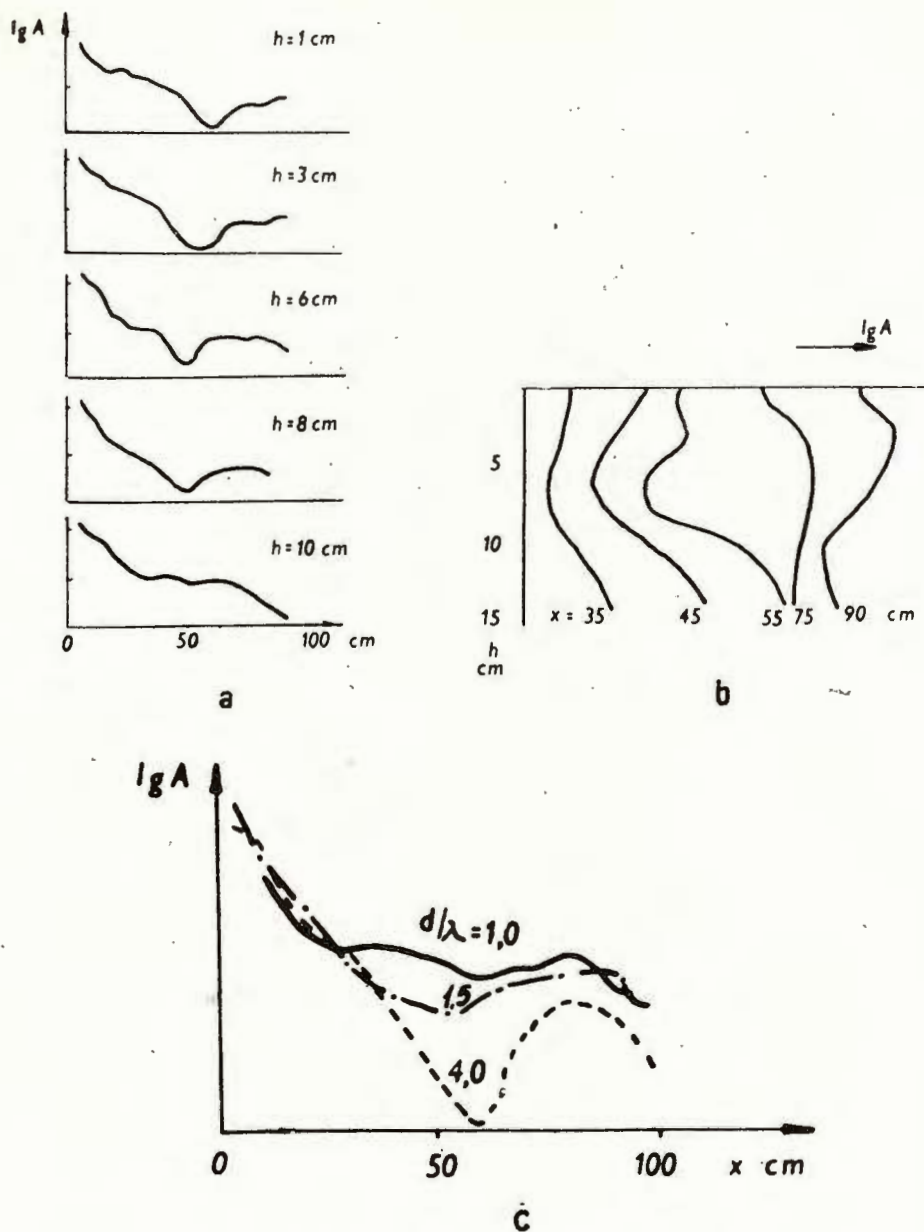 lg A
h = 1 cm
h = 3 cm
h = 6 cm
h = 8 cm
h = 10 cm
0 50 cm 100
a
lg A
5
10
15
h
cm
x = 35 45 55 75 90 cm
b
lg A
d/λ = 1,0
1,5
4,0
0 50 100 x cm
c